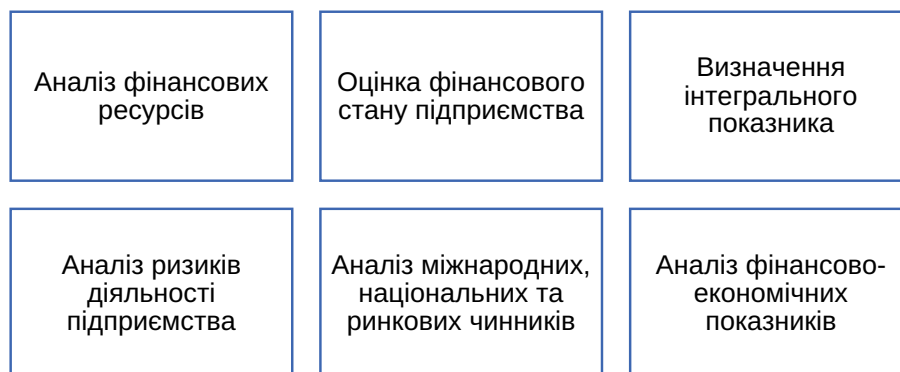 Аналіз фінансових
ресурсів
Оцінка фінансового
стану підприємства
Визначення
інтегрального
показника
Аналіз ризиків
діяльності
підприємства
Аналіз міжнародних,
національних та
ринкових чинників
Аналіз фінансово-
економічних
показників